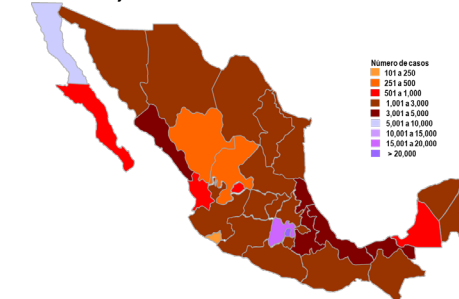 Número de casos
101 a 250
251 a 500
501 a 1,000
1,001 a 3,000
3,001 a 5,000
5,001 a 10,000
10,001 a 15,000
15,001 a 20,000
> 20,000